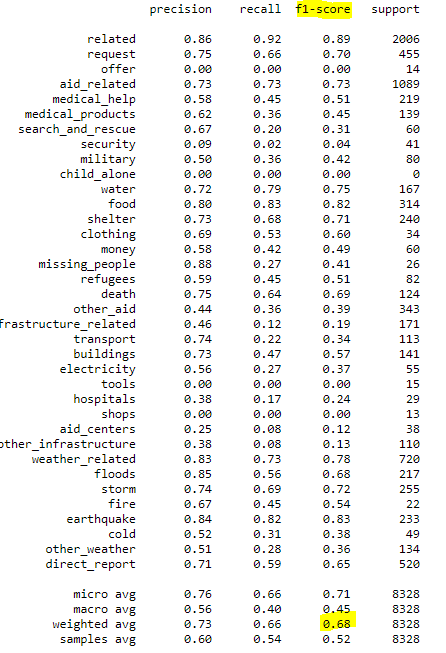 precision recall f1-score support
related 0.86 0.92 0.89 2006
request 0.75 0.66 0.70 455
offer 0.00 0.00 0.00 14
aid_related 0.73 0.73 0.73 1089
medical_help 0.58 0.45 0.51 219
medical_products 0.62 0.36 0.45 139
search_and_rescue 0.67 0.20 0.31 60
security 0.09 0.02 0.04 41
military 0.50 0.36 0.42 80
child_alone 0.00 0.00 0.00 0
water 0.72 0.79 0.75 167
food 0.80 0.83 0.82 314
shelter 0.73 0.68 0.71 240
clothing 0.69 0.53 0.60 34
money 0.58 0.42 0.49 60
missing_people 0.88 0.27 0.41 26
refugees 0.59 0.45 0.51 82
death 0.75 0.64 0.69 124
other_aid 0.44 0.36 0.39 343
frastructure_related 0.46 0.12 0.19 171
transport 0.74 0.22 0.34 113
buildings 0.73 0.47 0.57 141
electricity 0.56 0.27 0.37 55
tools 0.00 0.00 0.00 15
hospitals 0.38 0.17 0.24 29
shops 0.00 0.00 0.00 13
aid_centers 0.25 0.08 0.12 38
other_infrastructure 0.38 0.08 0.13 110
weather_related 0.83 0.73 0.78 720
floods 0.85 0.56 0.68 217
storm 0.74 0.69 0.72 255
fire 0.67 0.45 0.54 22
earthquake 0.84 0.82 0.83 233
cold 0.52 0.31 0.38 49
other_weather 0.51 0.28 0.36 134
direct_report 0.71 0.59 0.65 520
micro avg 0.76 0.66 0.71 8328
macro avg 0.56 0.40 0.45 8328
weighted avg 0.73 0.66 0.68 8328
samples avg 0.60 0.54 0.52 8328